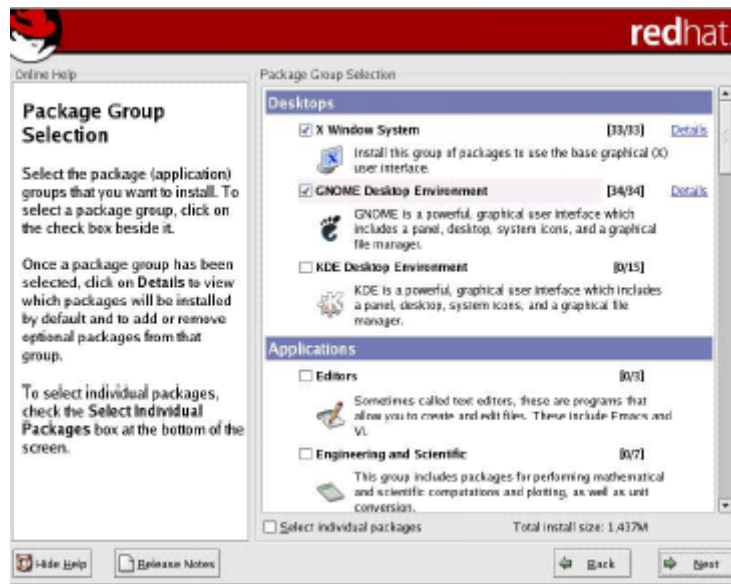 redhat.
Online Help
Package Group
Selection
Select the package (application)
groups that you want to install. To
select a package group, click on
the check box beside it.
Once a package group has been
selected, click on Details to view
which packages will be installed
by default and to add or remove
optional packages from that
group.
To select individual packages,
check the Select Individual
Packages box at the bottom of the
screen.
Package Group Selection
Desktops
X Window System [33/33] Details
Install this group of packages to use the base graphical (X)
user interface.
GNOME Desktop Environment [34/34] Details
GNOME is a powerful, graphical user interface which
includes a panel, desktop, system icons, and a graphical
file manager.
KDE Desktop Environment [0/15]
KDE is a powerful, graphical user interface which includes
a panel, desktop, system icons, and a graphical file
manager.
Applications
Editors [0/3]
Sometimes called text editors, these are programs that
allow you to create and edit files. These include Emacs and
Vi.
Engineering and Scientific [0/7]
This group includes packages for performing mathematical
and scientific computations and plotting, as well as unit
conversion.
Select individual packages Total install size: 1,437M
Hide Help Release Notes Back Next